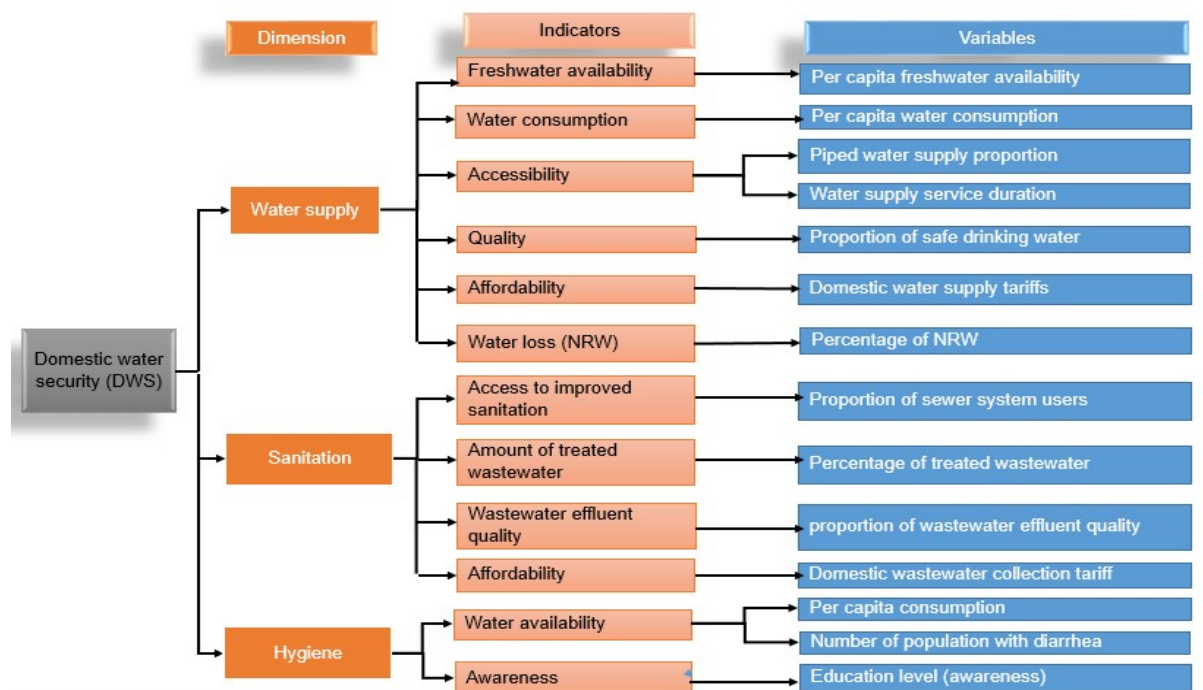 Dimension
Indicators
Variables
Freshwater availability
Per capita freshwater availability
Water consumption
Per capita water consumption
Accessibility
Piped water supply proportion
Water supply service duration
Water supply
Quality
Proportion of safe drinking water
Affordability
Domestic water supply tariffs
Water loss (NRW)
Percentage of NRW
Domestic water
security (DWS)
Access to improved
sanitation
Proportion of sewer system users
Sanitation
Amount of treated
wastewater
Percentage of treated wastewater
Wastewater effluent
quality
proportion of wastewater effluent quality
Affordability
Domestic wastewater collection tariff
Hygiene
Water availability
Per capita consumption
Number of population with diarrhea
Awareness
Education level (awareness)